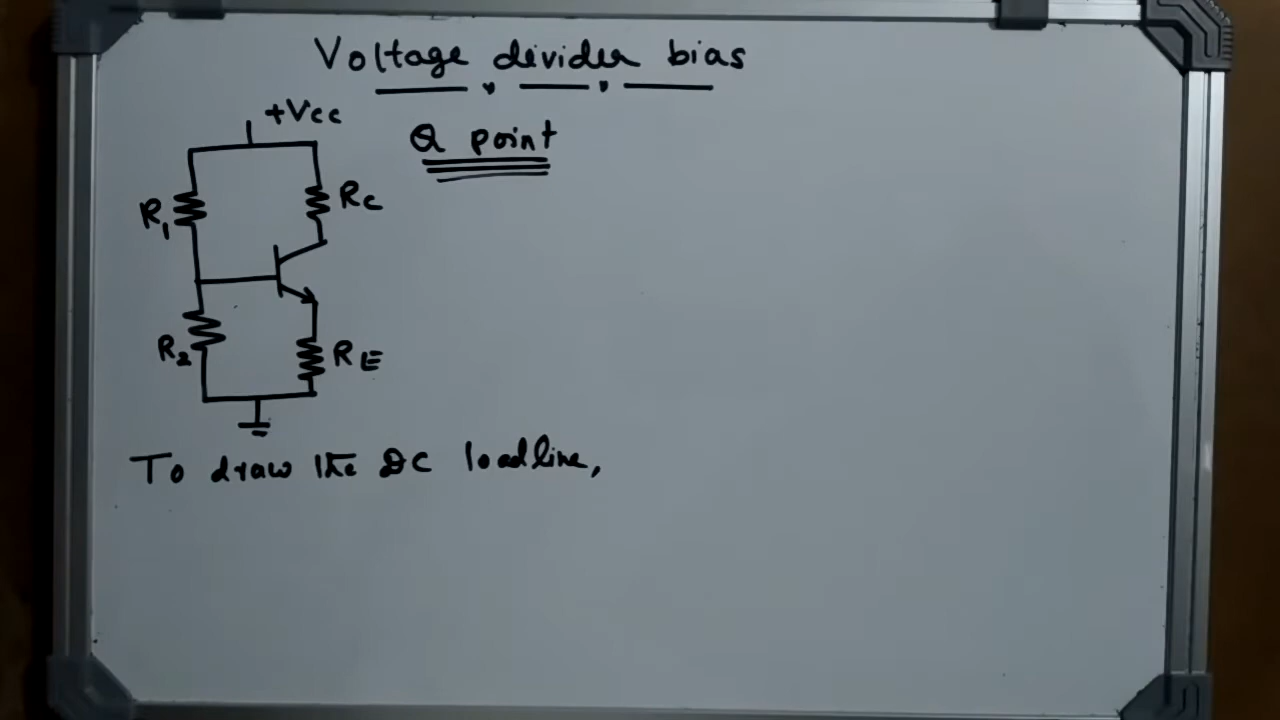 Voltage divider bias
+Vcc
Q point
R1
RC
R2
RE
To draw the DC loadline,